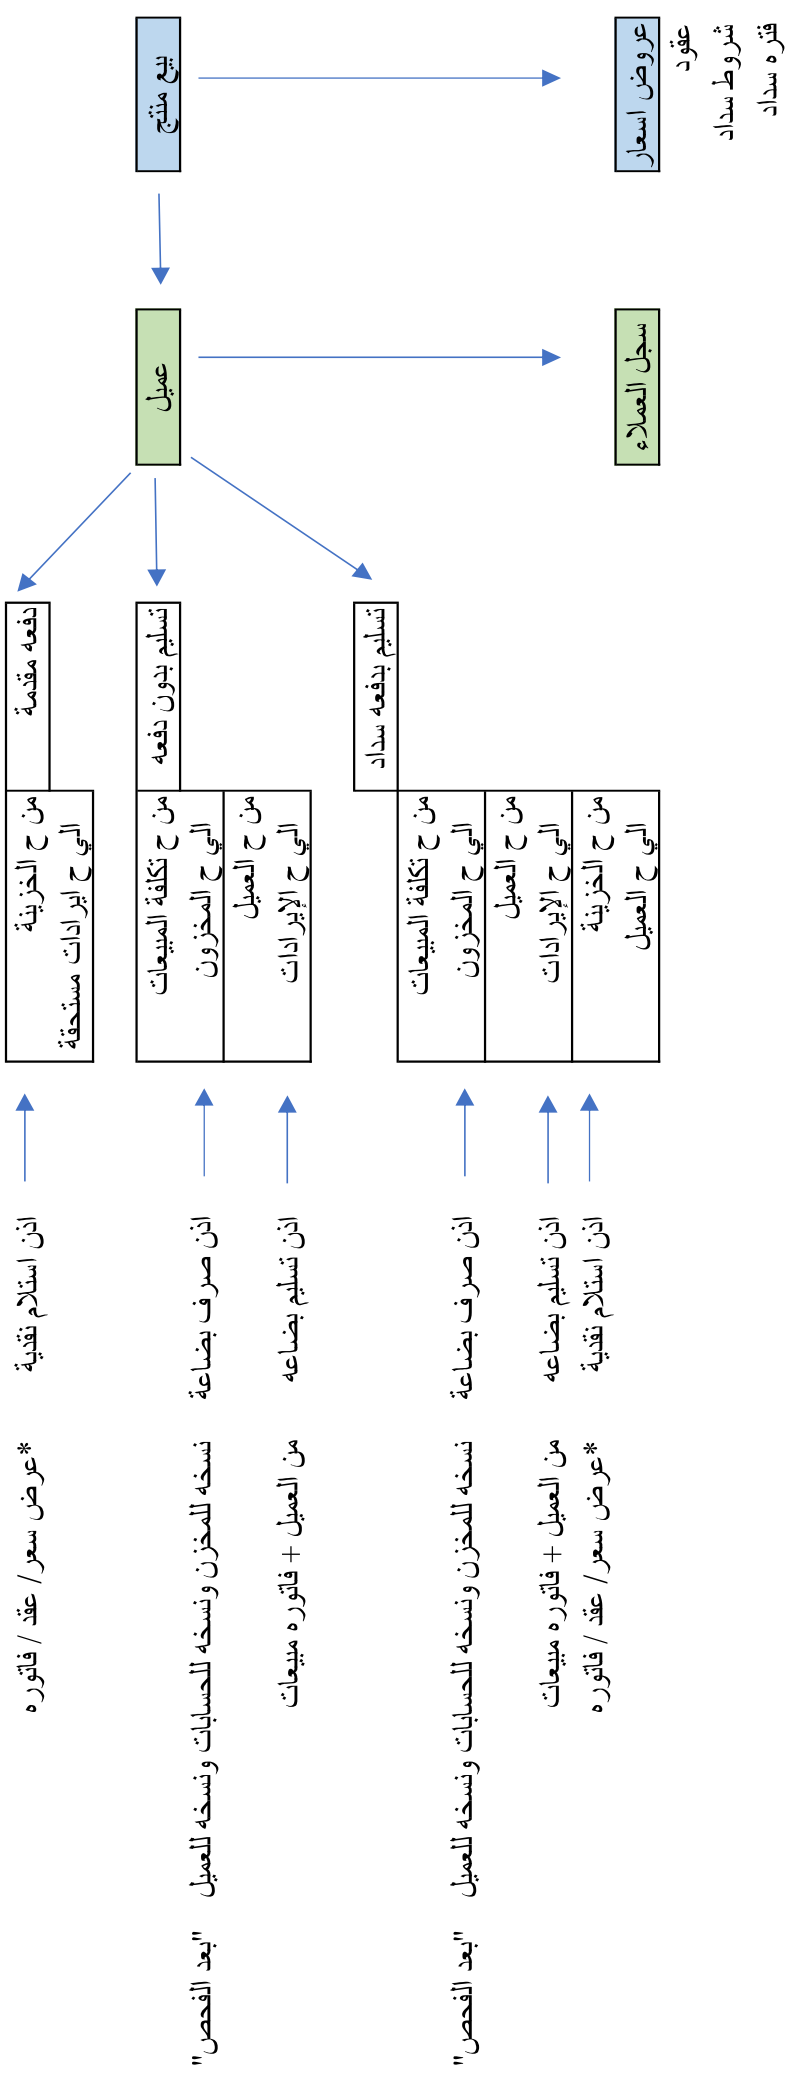 بيع منتج
عروض اسعار
عقود
شروط سداد
فتره سداد
عميل
سجل العملاء
دفعه مقدمة
من ح الخزينة
الي ح ايرادات مستحقة
اذن استلام نقدية
*عرض سعر/ عقد / فاتوره
تسليم بدون دفعه
من ح تكلفة المبيعات
الي ح المخزون
اذن صرف بضاعة
نسخه للمخزن ونسخه للحسابات ونسخه للعميل
"بعد الفحص"
من ح العميل
الي ح الإيرادات
اذن تسليم بضاعه
من العميل + فاتوره مبيعات
تسليم بدفعه سداد
من ح تكلفة المبيعات
الي ح المخزون
اذن صرف بضاعة
نسخه للمخزن ونسخه للحسابات ونسخه للعميل
"بعد الفحص"
من ح العميل
الي ح الإيرادات
اذن تسليم بضاعه
من العميل + فاتوره مبيعات
من ح الخزينة
الي ح العميل
اذن استلام نقدية
*عرض سعر/ عقد / فاتوره